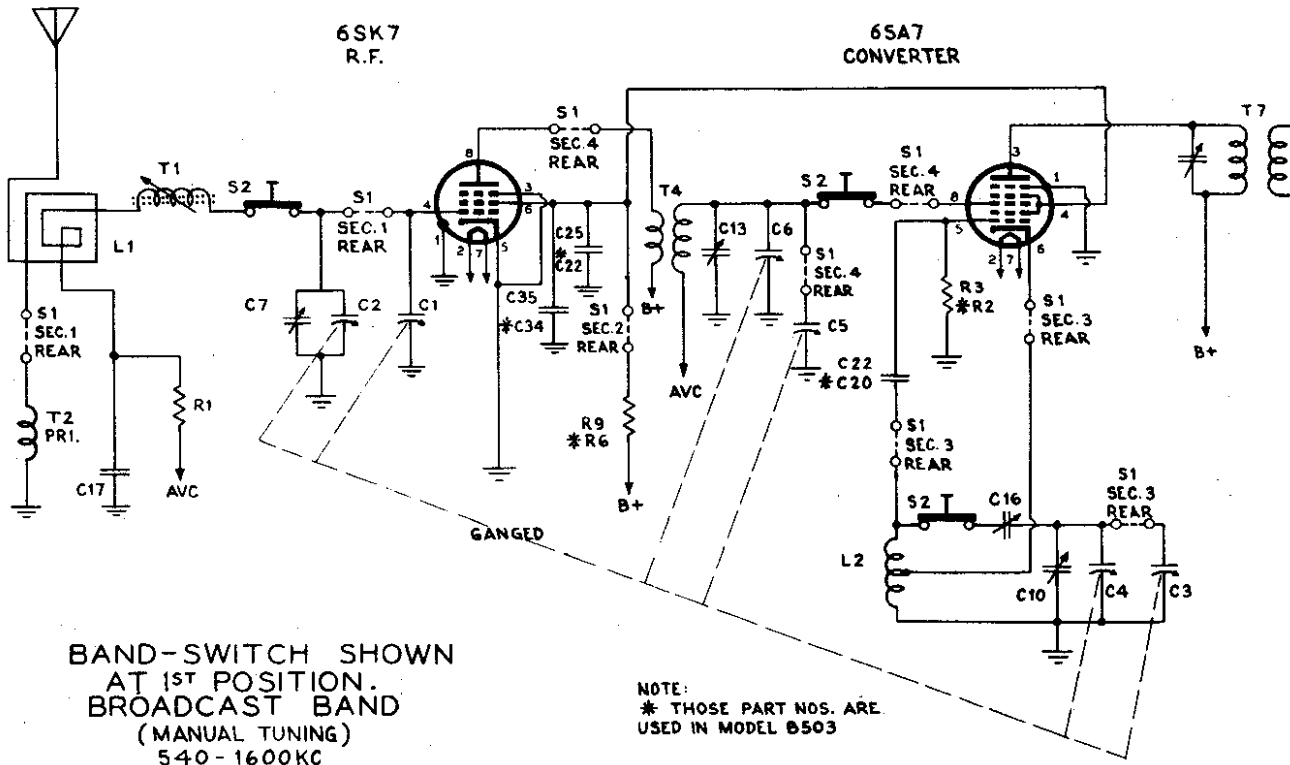 6SK7
R.F.
6SA7
CONVERTER
T1
S2
S1
SEC.1
REAR
8
4
1
2
7
5
3
6
S1
SEC.4
REAR
T4
B+
AVC
C25
*C22
C35
*C34
S1
SEC.2
REAR
R9
*R6
B+
L1
S1
SEC.1
REAR
T2
PRI.
C17
R1
AVC
C7
C2
C1
C13
C6
S2
S1
SEC.4
REAR
S1
SEC.4
REAR
C5
8
5
3
1
4
2
7
6
T7
B+
R3
*R2
S1
SEC.3
REAR
C22
*C20
S1
SEC.3
REAR
S2
C16
S1
SEC.3
REAR
L2
C10
C4
C3
GANGED
BAND-SWITCH SHOWN
AT 1ST POSITION.
BROADCAST BAND
(MANUAL TUNING)
540-1600KC
NOTE:
* THOSE PART NOS. ARE
USED IN MODEL B503